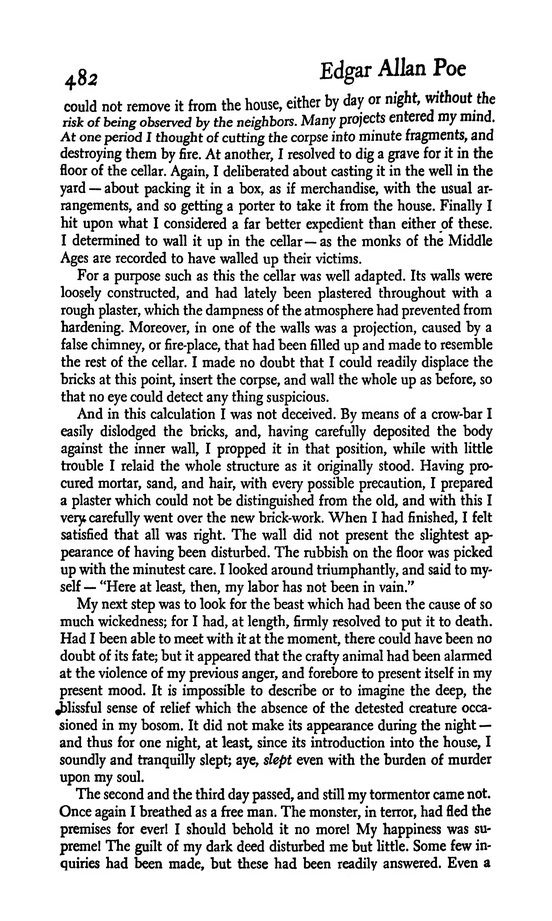 482
Edgar Allan Poe
could not remove it from the house, either by day or night, without the
risk of being observed by the neighbors. Many projects entered my mind.
At one period I thought of cutting the corpse into minute fragments, and
destroying them by fire. At another, I resolved to dig a grave for it in the
floor of the cellar. Again, I deliberated about casting it in the well in the
yard — about packing it in a box, as if merchandise, with the usual ar-
rangements, and so getting a porter to take it from the house. Finally I
hit upon what I considered a far better expedient than either of these.
I determined to wall it up in the cellar — as the monks of the Middle
Ages are recorded to have walled up their victims.
For a purpose such as this the cellar was well adapted. Its walls were
loosely constructed, and had lately been plastered throughout with a
rough plaster, which the dampness of the atmosphere had prevented from
hardening. Moreover, in one of the walls was a projection, caused by a
false chimney, or fire-place, that had been filled up and made to resemble
the rest of the cellar. I made no doubt that I could readily displace the
bricks at this point, insert the corpse, and wall the whole up as before, so
that no eye could detect any thing suspicious.
And in this calculation I was not deceived. By means of a crow-bar I
easily dislodged the bricks, and, having carefully deposited the body
against the inner wall, I propped it in that position, while with little
trouble I relaid the whole structure as it originally stood. Having pro-
cured mortar, sand, and hair, with every possible precaution, I prepared
a plaster which could not be distinguished from the old, and with this I
very carefully went over the new brick-work. When I had finished, I felt
satisfied that all was right. The wall did not present the slightest ap-
pearance of having been disturbed. The rubbish on the floor was picked
up with the minutest care. I looked around triumphantly, and said to my-
self — "Here at least, then, my labor has not been in vain."
My next step was to look for the beast which had been the cause of so
much wickedness; for I had, at length, firmly resolved to put it to death.
Had I been able to meet with it at the moment, there could have been no
doubt of its fate; but it appeared that the crafty animal had been alarmed
at the violence of my previous anger, and forebore to present itself in my
present mood. It is impossible to describe or to imagine the deep, the
blissful sense of relief which the absence of the detested creature occa-
sioned in my bosom. It did not make its appearance during the night —
and thus for one night, at least, since its introduction into the house, I
soundly and tranquilly slept; aye, slept even with the burden of murder
upon my soul.
The second and the third day passed, and still my tormentor came not.
Once again I breathed as a free man. The monster, in terror, had fled the
premises for ever! I should behold it no more! My happiness was su-
preme! The guilt of my dark deed disturbed me but little. Some few in-
quiries had been made, but these had been readily answered. Even a